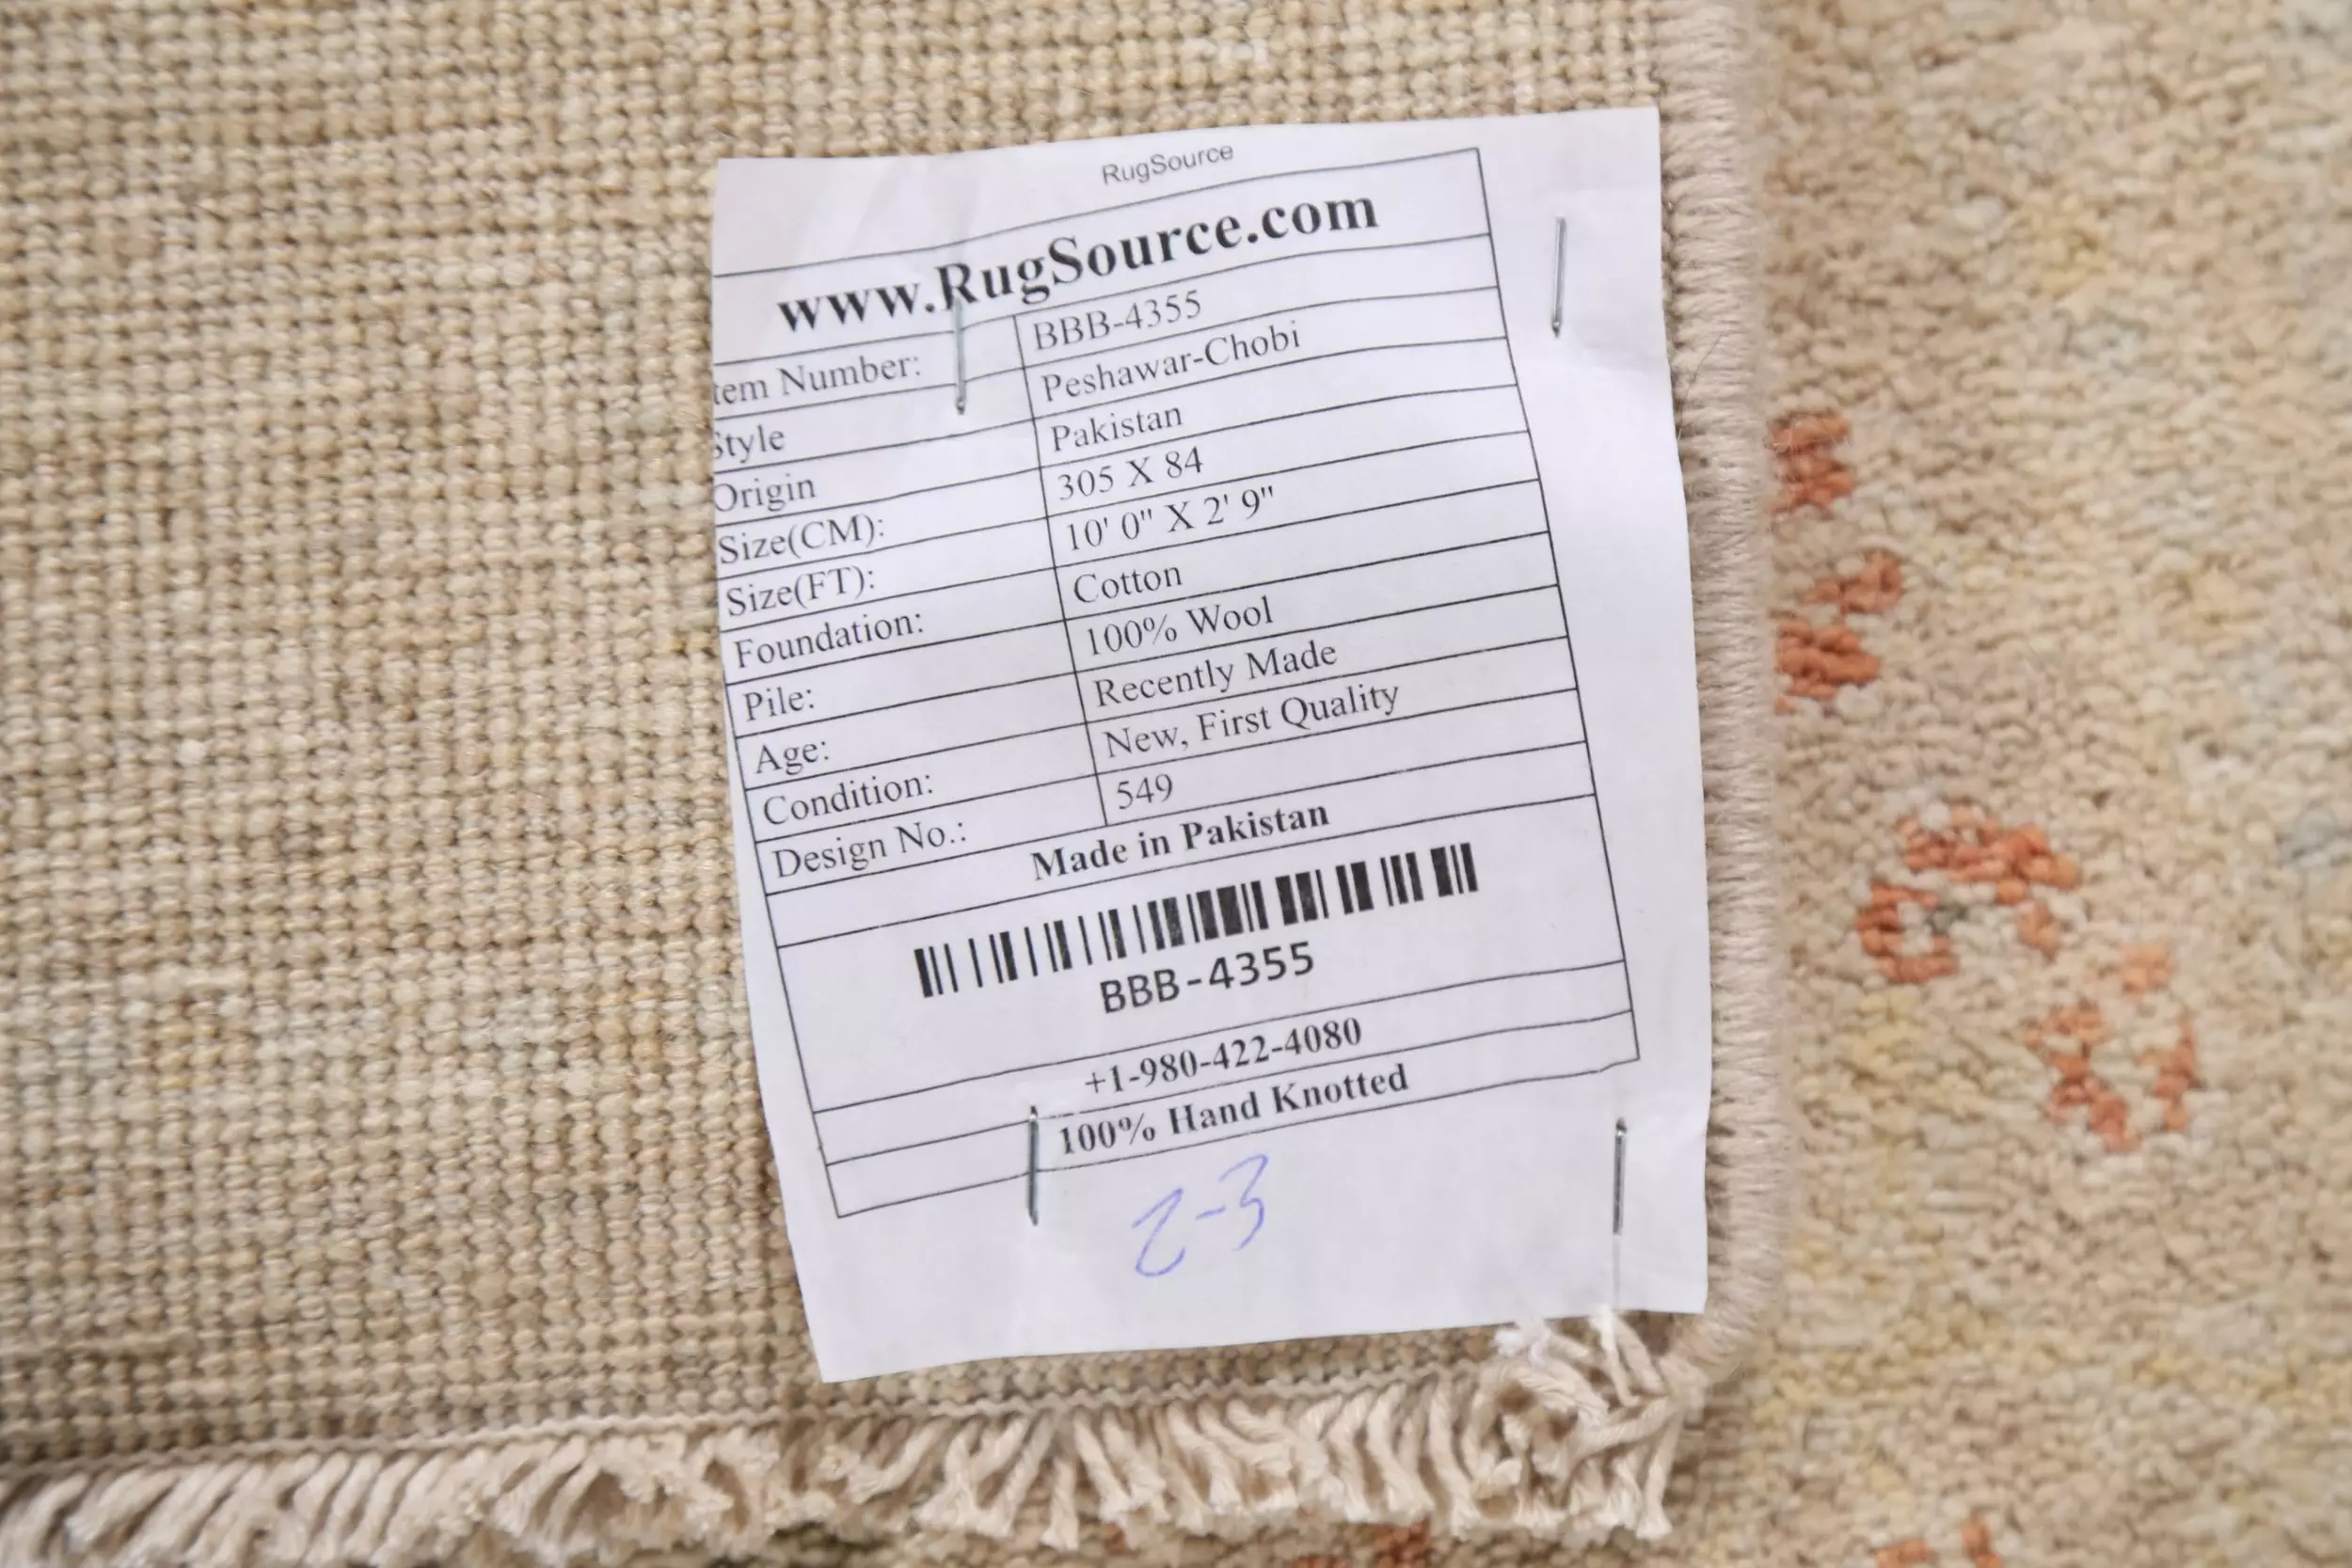 RugSource
www.RugSource.com
tem Number: BBB-4355
Style Peshawar-Chobi
Origin Pakistan
Size(CM): 305 X 84
Size(FT): 10' 0" X 2' 9"
Foundation: Cotton
Pile: 100% Wool
Age: Recently Made
Condition: New, First Quality
Design No.: 549
Made in Pakistan
BBB-4355
+1-980-422-4080
100% Hand Knotted
2-3